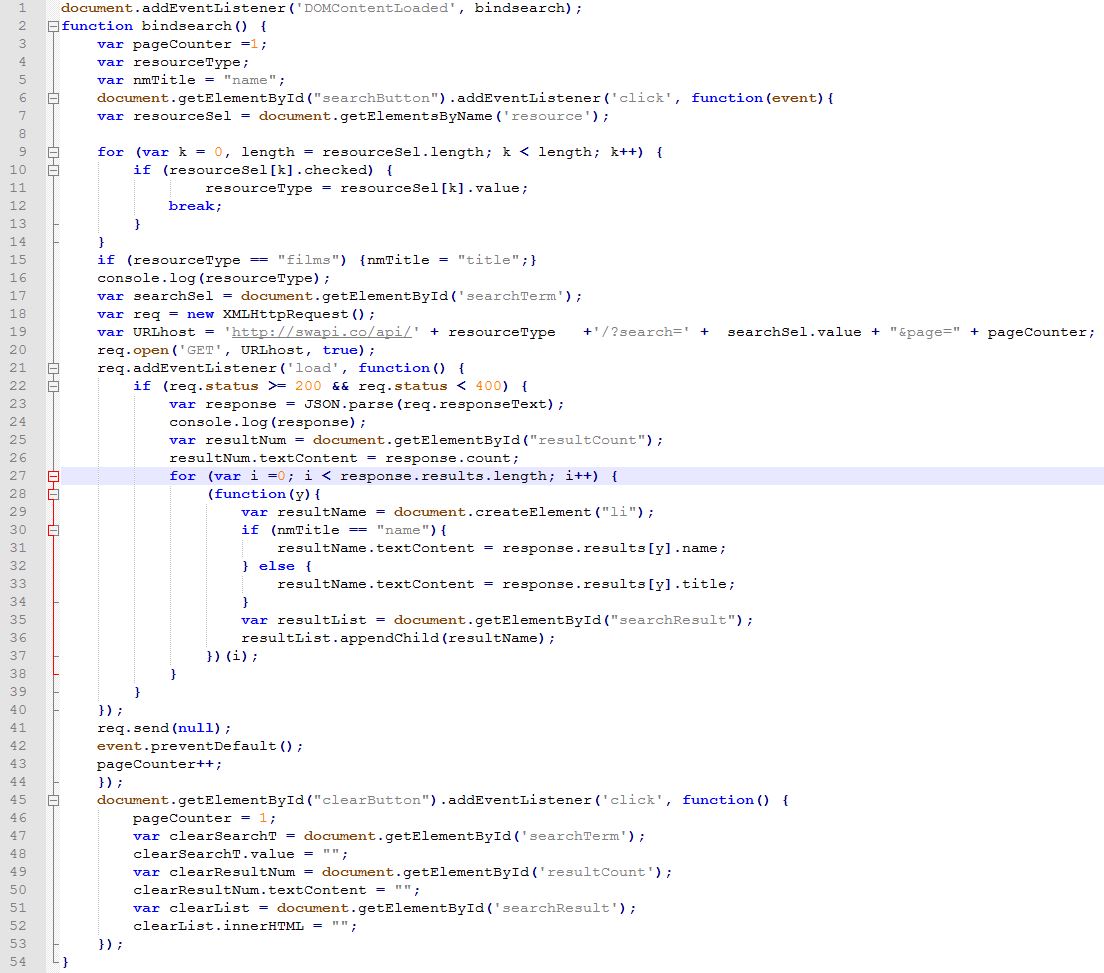 1 document.addEventListener('DOMContentLoaded', bindsearch);
2 function bindsearch() {
3     var pageCounter =1;
4     var resourceType;
5     var nmTitle = "name";
6     document.getElementById("searchButton").addEventListener('click', function(event){
7     var resourceSel = document.getElementsByName('resource');
8
9     for (var k = 0, length = resourceSel.length; k < length; k++) {
10         if (resourceSel[k].checked) {
11                 resourceType = resourceSel[k].value;
12             break;
13         }
14     }
15     if (resourceType == "films") {nmTitle = "title";}
16     console.log(resourceType);
17     var searchSel = document.getElementById('searchTerm');
18     var req = new XMLHttpRequest();
19     var URLhost = 'http://swapi.co/api/' + resourceType   +'/?search=' +  searchSel.value + "&page=" + pageCounter;
20     req.open('GET', URLhost, true);
21     req.addEventListener('load', function() {
22         if (req.status >= 200 && req.status < 400) {
23             var response = JSON.parse(req.responseText);
24             console.log(response);
25             var resultNum = document.getElementById("resultCount");
26             resultNum.textContent = response.count;
27             for (var i =0; i < response.results.length; i++) {
28                 (function(y){
29                     var resultName = document.createElement("li");
30                     if (nmTitle == "name"){
31                         resultName.textContent = response.results[y].name;
32                     } else {
33                         resultName.textContent = response.results[y].title;
34                     }
35                     var resultList = document.getElementById("searchResult");
36                     resultList.appendChild(resultName);
37                 })(i);
38             }
39         }
40     });
41     req.send(null);
42     event.preventDefault();
43     pageCounter++;
44     });
45     document.getElementById("clearButton").addEventListener('click', function() {
46         pageCounter = 1;
47         var clearSearchT = document.getElementById('searchTerm');
48         clearSearchT.value = "";
49         var clearResultNum = document.getElementById('resultCount');
50         clearResultNum.textContent = "";
51         var clearList = document.getElementById('searchResult');
52         clearList.innerHTML = "";
53     });
54 }